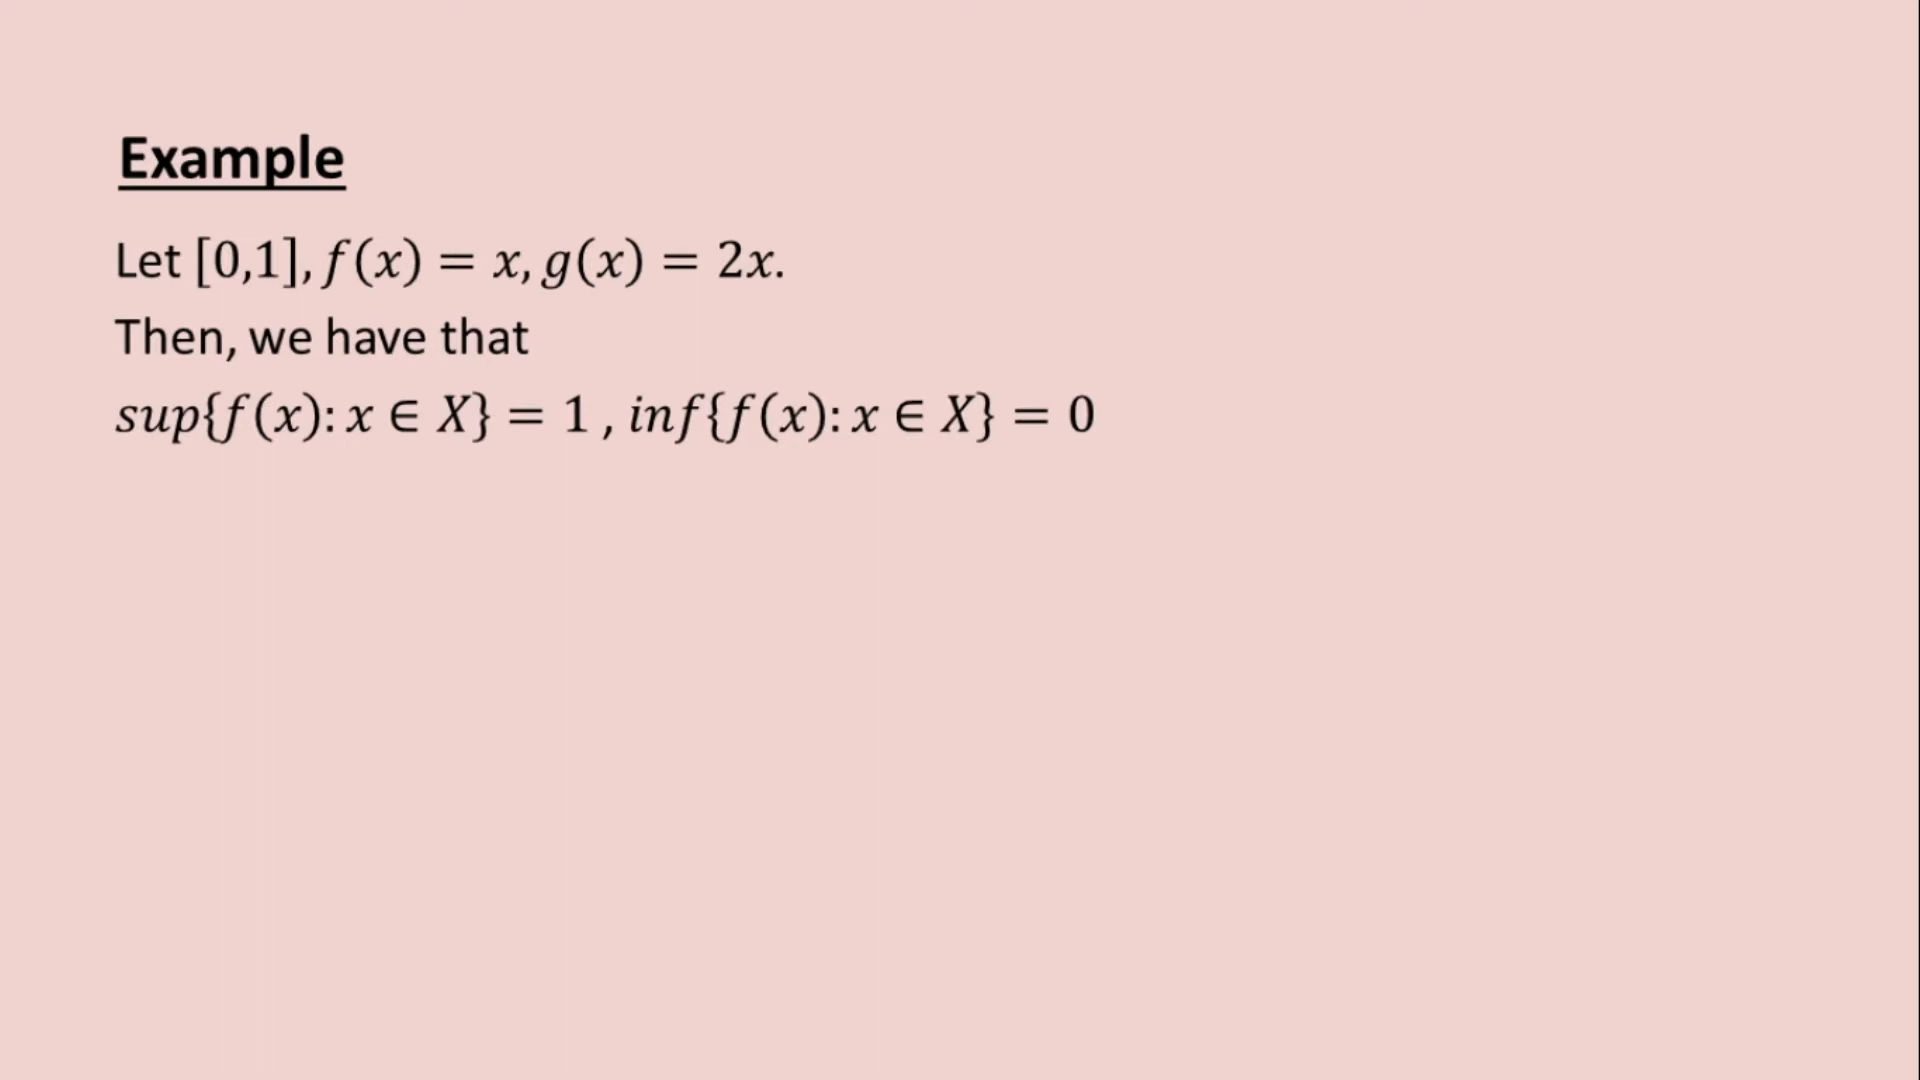 Example
Let [0,1], f(x) = x, g(x) = 2x.
Then, we have that
sup{f(x): x ∈ X} = 1 , inf{f(x): x ∈ X} = 0